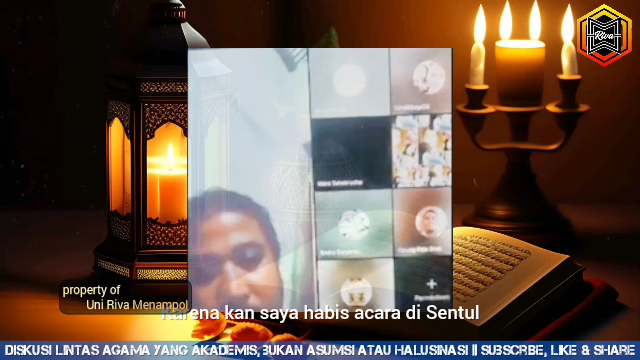 Riva
property of
Uni Riva Menampol
Karena kan saya habis acara di Sentul
DISKUSI LINTAS AGAMA YANG AKADEMIS, BUKAN ASUMSI ATAU HALUSINASI || SUBSCRBE, LIKE & SHARE